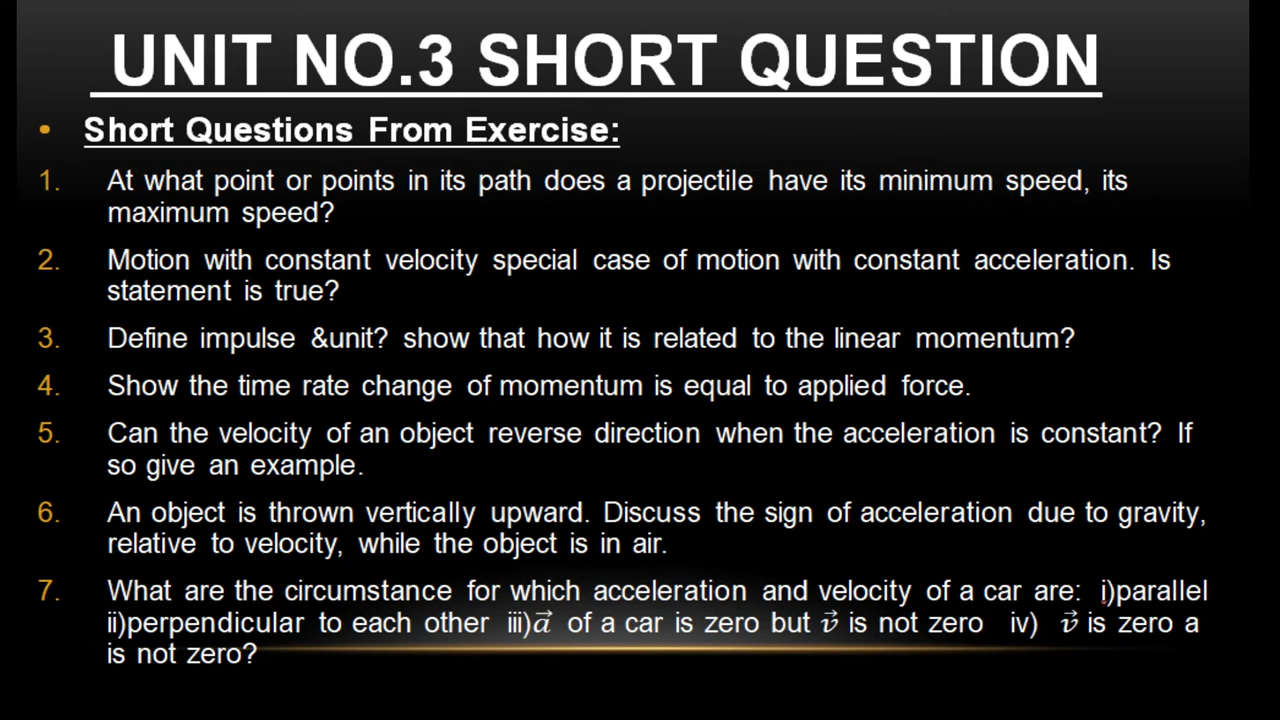 UNIT NO.3 SHORT QUESTION
• Short Questions From Exercise:
1. At what point or points in its path does a projectile have its minimum speed, its
maximum speed?
2. Motion with constant velocity special case of motion with constant acceleration. Is
statement is true?
3. Define impulse &unit? show that how it is related to the linear momentum?
4. Show the time rate change of momentum is equal to applied force.
5. Can the velocity of an object reverse direction when the acceleration is constant? If
so give an example.
6. An object is thrown vertically upward. Discuss the sign of acceleration due to gravity,
relative to velocity, while the object is in air.
7. What are the circumstance for which acceleration and velocity of a car are: i)parallel
ii)perpendicular to each other iii)a⃗ of a car is zero but v⃗ is not zero iv) v⃗ is zero a
is not zero?